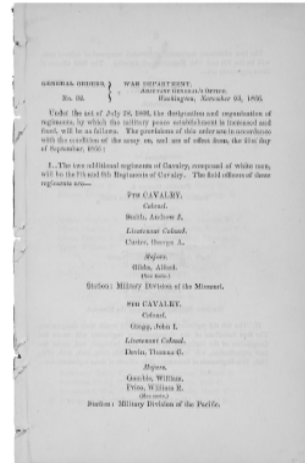 GENERAL ORDERS, WAR DEPARTMENT,
ADJUTANT GENERAL'S OFFICE,
No. 92. Washington, November 23, 1866.
Under the act of July 28, 1866, the designation and organization of
regiments, by which the military peace establishment is increased and
fixed, will be as follows. The provisions of this order are in accordance
with the condition of the army on, and are of effect from, the 21st day
of September, 1866:
1..The two additional regiments of Cavalry, composed of white men,
will be the 7th and 8th Regiments of Cavalry. The field officers of these
regiments are—
7TH CAVALRY.
Colonel.
Smith, Andrew J.
Lieutenant Colonel.
Custer, George A.
Majors.
Gibbs, Alfred.
(See note.)
Station: Military Division of the Missouri.
8TH CAVALRY.
Colonel.
Gregg, John I.
Lieutenant Colonel.
Devin, Thomas C.
Majors.
Gamble, William.
Price, William R.
(See note.)
Station: Military Division of the Pacific.